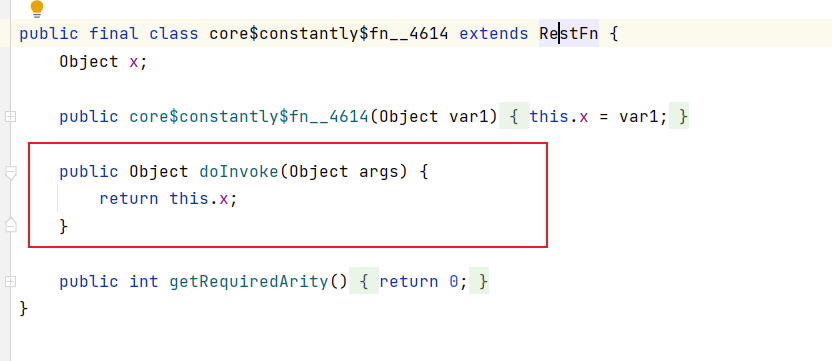 public final class core$constantly$fn__4614 extends RestFn {
Object x;
public core$constantly$fn__4614(Object var1) { this.x = var1; }
public Object doInvoke(Object args) {
return this.x;
}
public int getRequiredArity() { return 0; }
}